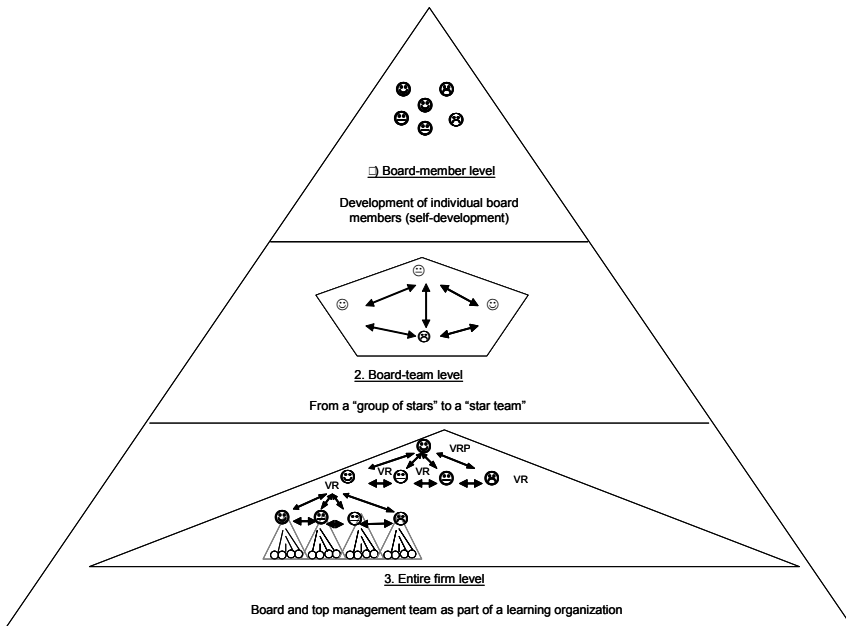 ) Board-member level
Development of individual board
members (self-development)
2. Board-team level
From a “group of stars” to a “star team”
VRP
VR VR
VR
VR
3. Entire firm level
Board and top management team as part of a learning organization